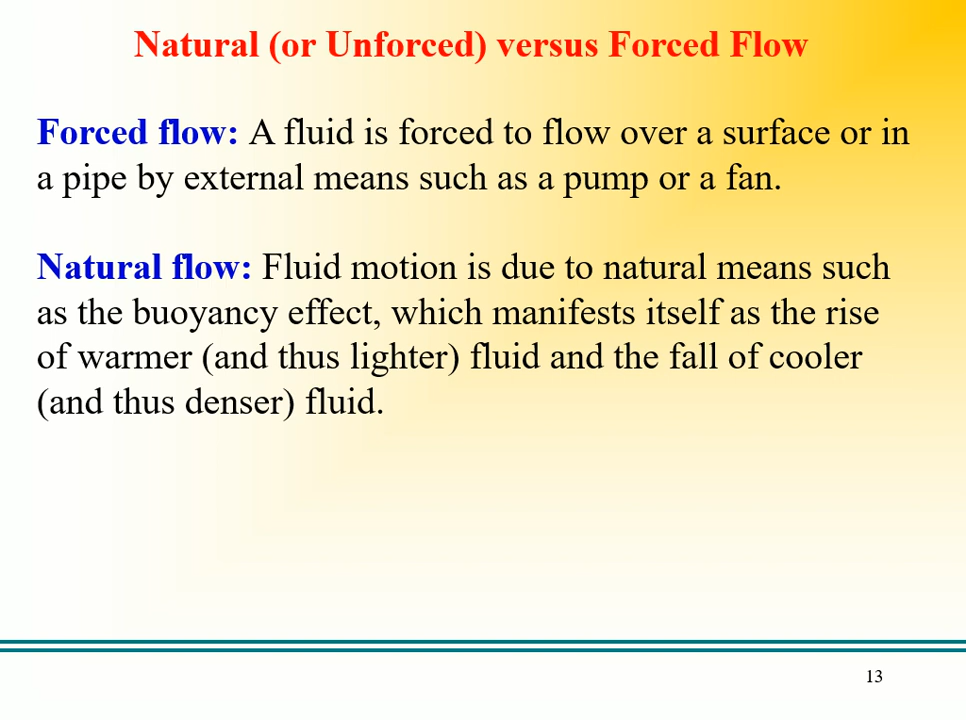 Natural (or Unforced) versus Forced Flow
Forced flow: A fluid is forced to flow over a surface or in
a pipe by external means such as a pump or a fan.
Natural flow: Fluid motion is due to natural means such
as the buoyancy effect, which manifests itself as the rise
of warmer (and thus lighter) fluid and the fall of cooler
(and thus denser) fluid.
13